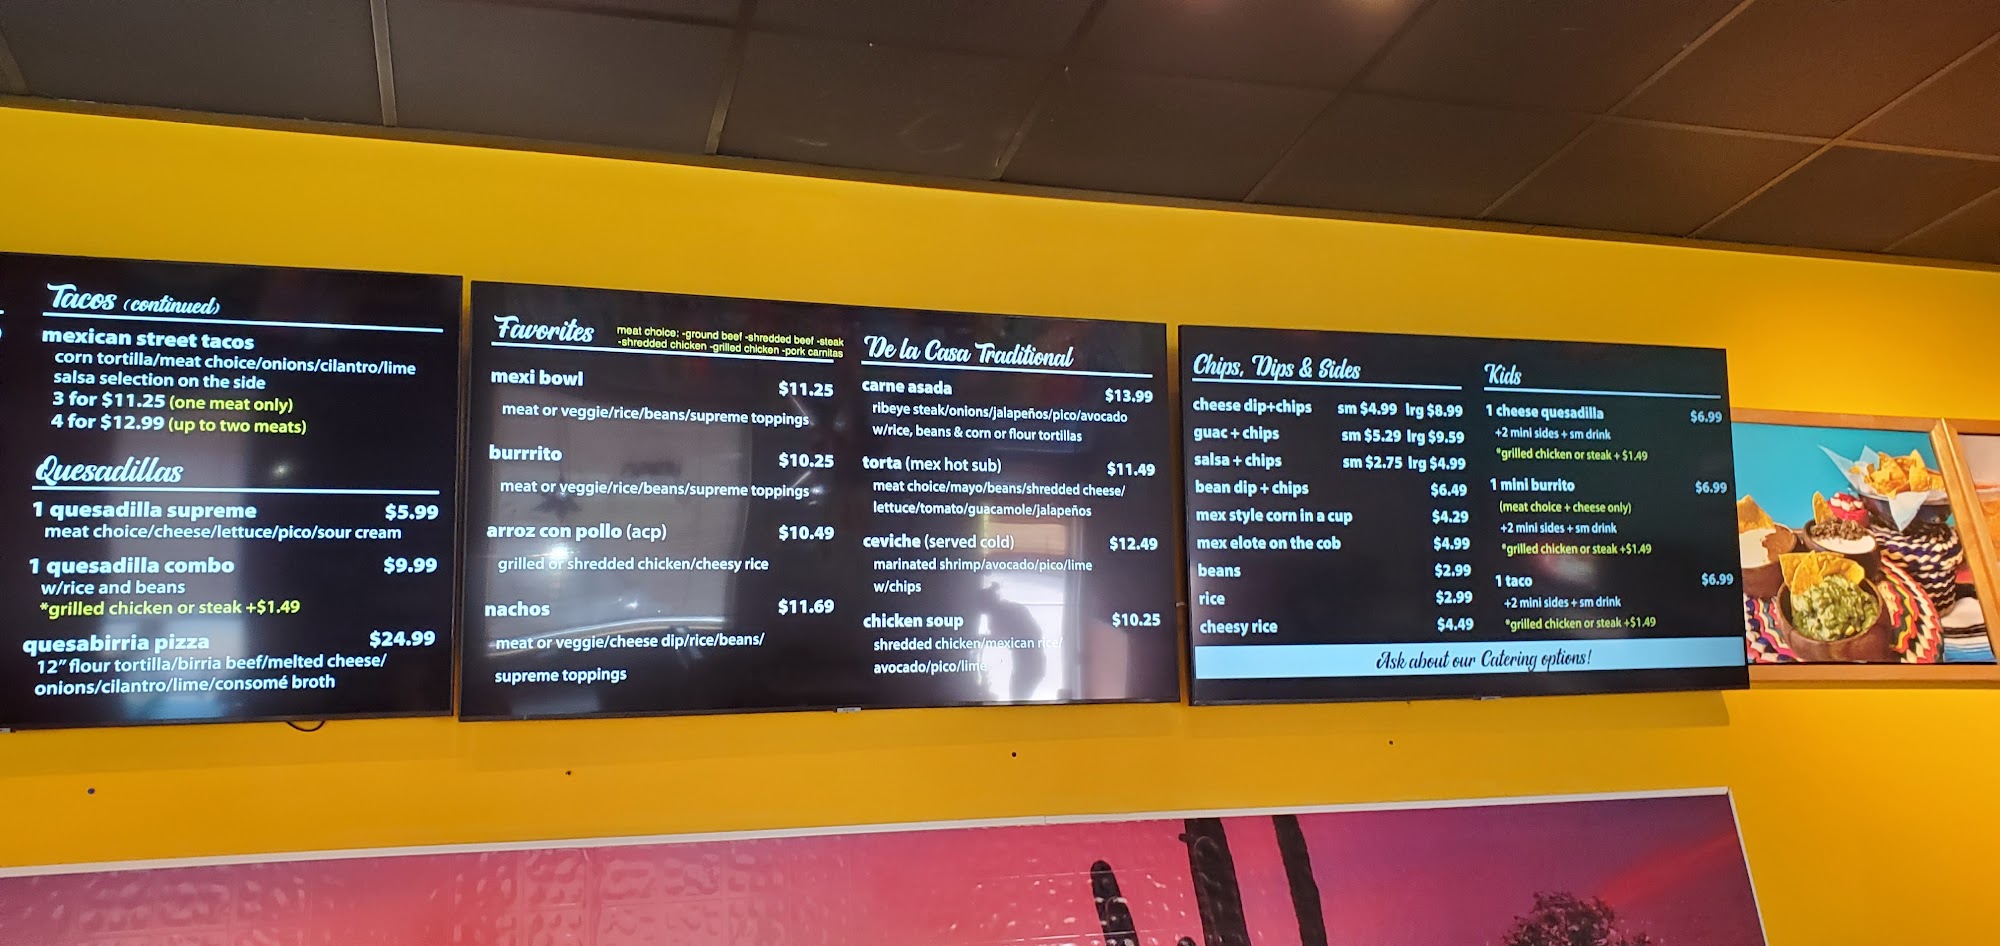 Tacos (continued)
mexican street tacos
corn tortilla/meat choice/onions/cilantro/lime
salsa selection on the side
3 for $11.25 (one meat only)
4 for $12.99 (up to two meats)
Quesadillas
1 quesadilla supreme $5.99
meat choice/cheese/lettuce/pico/sour cream
1 quesadilla combo $9.99
w/rice and beans
*grilled chicken or steak +$1.49
quesabirria pizza $24.99
12" flour tortilla/birria beef/melted cheese/
onions/cilantro/lime/consomé broth
Favorites
meat choice: -ground beef -shredded beef -steak
-shredded chicken -grilled chicken -pork carnitas
mexi bowl $11.25
meat or veggie/rice/beans/supreme toppings
burrrito $10.25
meat or veggie/rice/beans/supreme toppings
arroz con pollo (acp) $10.49
grilled or shredded chicken/cheesy rice
nachos $11.69
meat or veggie/cheese dip/rice/beans/
supreme toppings
De la Casa Traditional
carne asada $13.99
ribeye steak/onions/jalapeños/pico/avocado
w/rice, beans & corn or flour tortillas
torta (mex hot sub) $11.49
meat choice/mayo/beans/shredded cheese/
lettuce/tomato/guacamole/jalapeños
ceviche (served cold) $12.49
marinated shrimp/avocado/pico/lime
w/chips
chicken soup $10.25
shredded chicken/mexican rice/
avocado/pico/lime
Chips, Dips & Sides
cheese dip+chips sm $4.99 lrg $8.99
guac + chips sm $5.29 lrg $9.59
salsa + chips sm $2.75 lrg $4.99
bean dip + chips $6.49
mex style corn in a cup $4.29
mex elote on the cob $4.99
beans $2.99
rice $2.99
cheesy rice $4.49
Kids
1 cheese quesadilla $6.99
+2 mini sides + sm drink
*grilled chicken or steak + $1.49
1 mini burrito $6.99
(meat choice + cheese only)
+2 mini sides + sm drink
*grilled chicken or steak +$1.49
1 taco $6.99
+2 mini sides + sm drink
*grilled chicken or steak +$1.49
Ask about our Catering options!